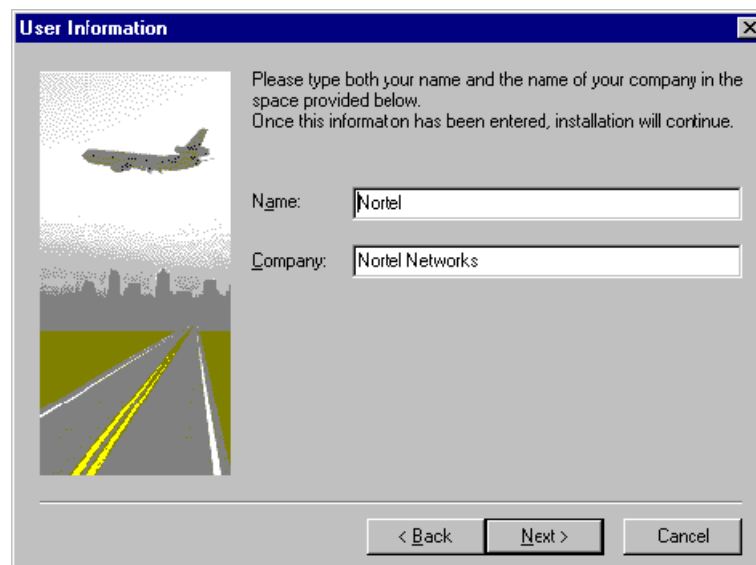 User Information
Please type both your name and the name of your company in the
space provided below.
Once this informaton has been entered, installation will continue.
Name: Nortel
Company: Nortel Networks
< Back Next > Cancel